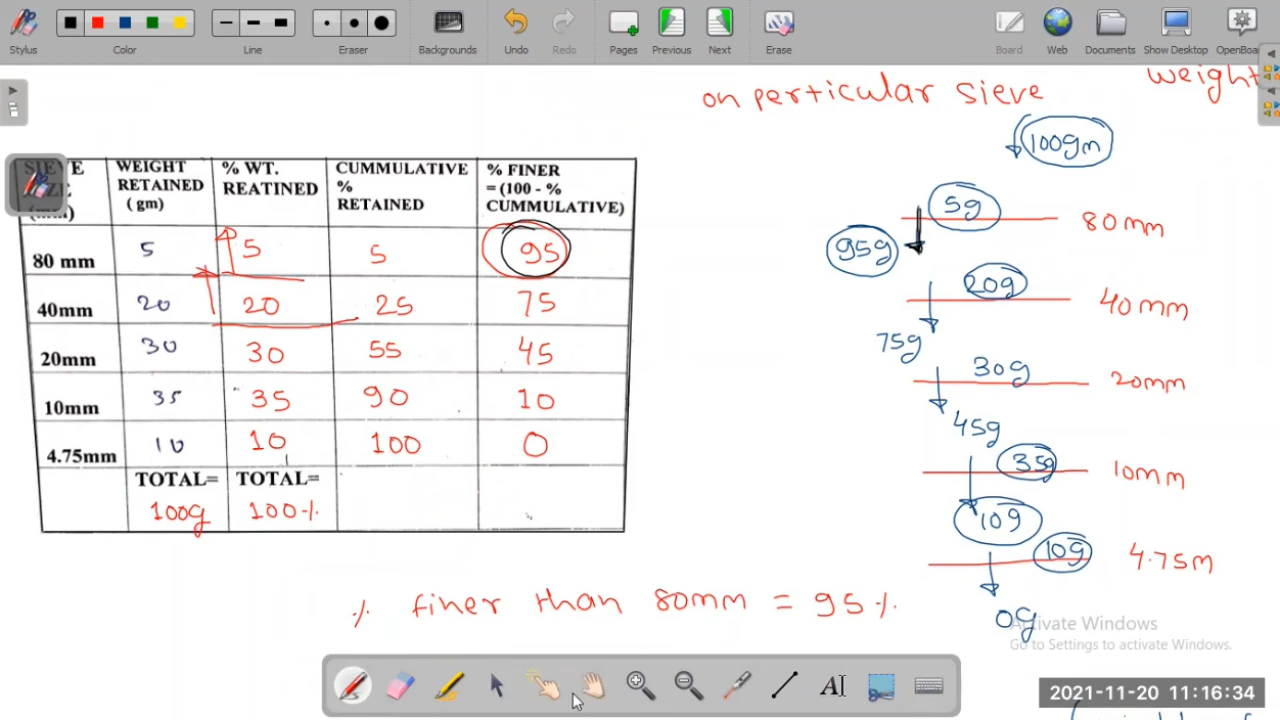 Stylus
Color
Line
Eraser
Backgrounds
Undo
Redo
Pages
Previous
Next
Erase
Board
Web
Documents
Show Desktop
OpenBoa
on perticular sieve
weight
100gm
WEIGHT RETAINED (gm)
% WT. REATINED
CUMMULATIVE % RETAINED
% FINER = (100 - % CUMMULATIVE)
80 mm 5 5 5 95
40mm 20 20 25 75
20mm 30 30 55 45
10mm 35 35 90 10
4.75mm 10 10 100 0
TOTAL= TOTAL=
100g 100%
5g
80mm
95g
20g
40mm
75g
30g
20mm
45g
35g
10mm
10g
10g
4.75m
0g
% finer than 80mm = 95%
Activate Windows
Go to Settings to activate Windows.
2021-11-20 11:16:34